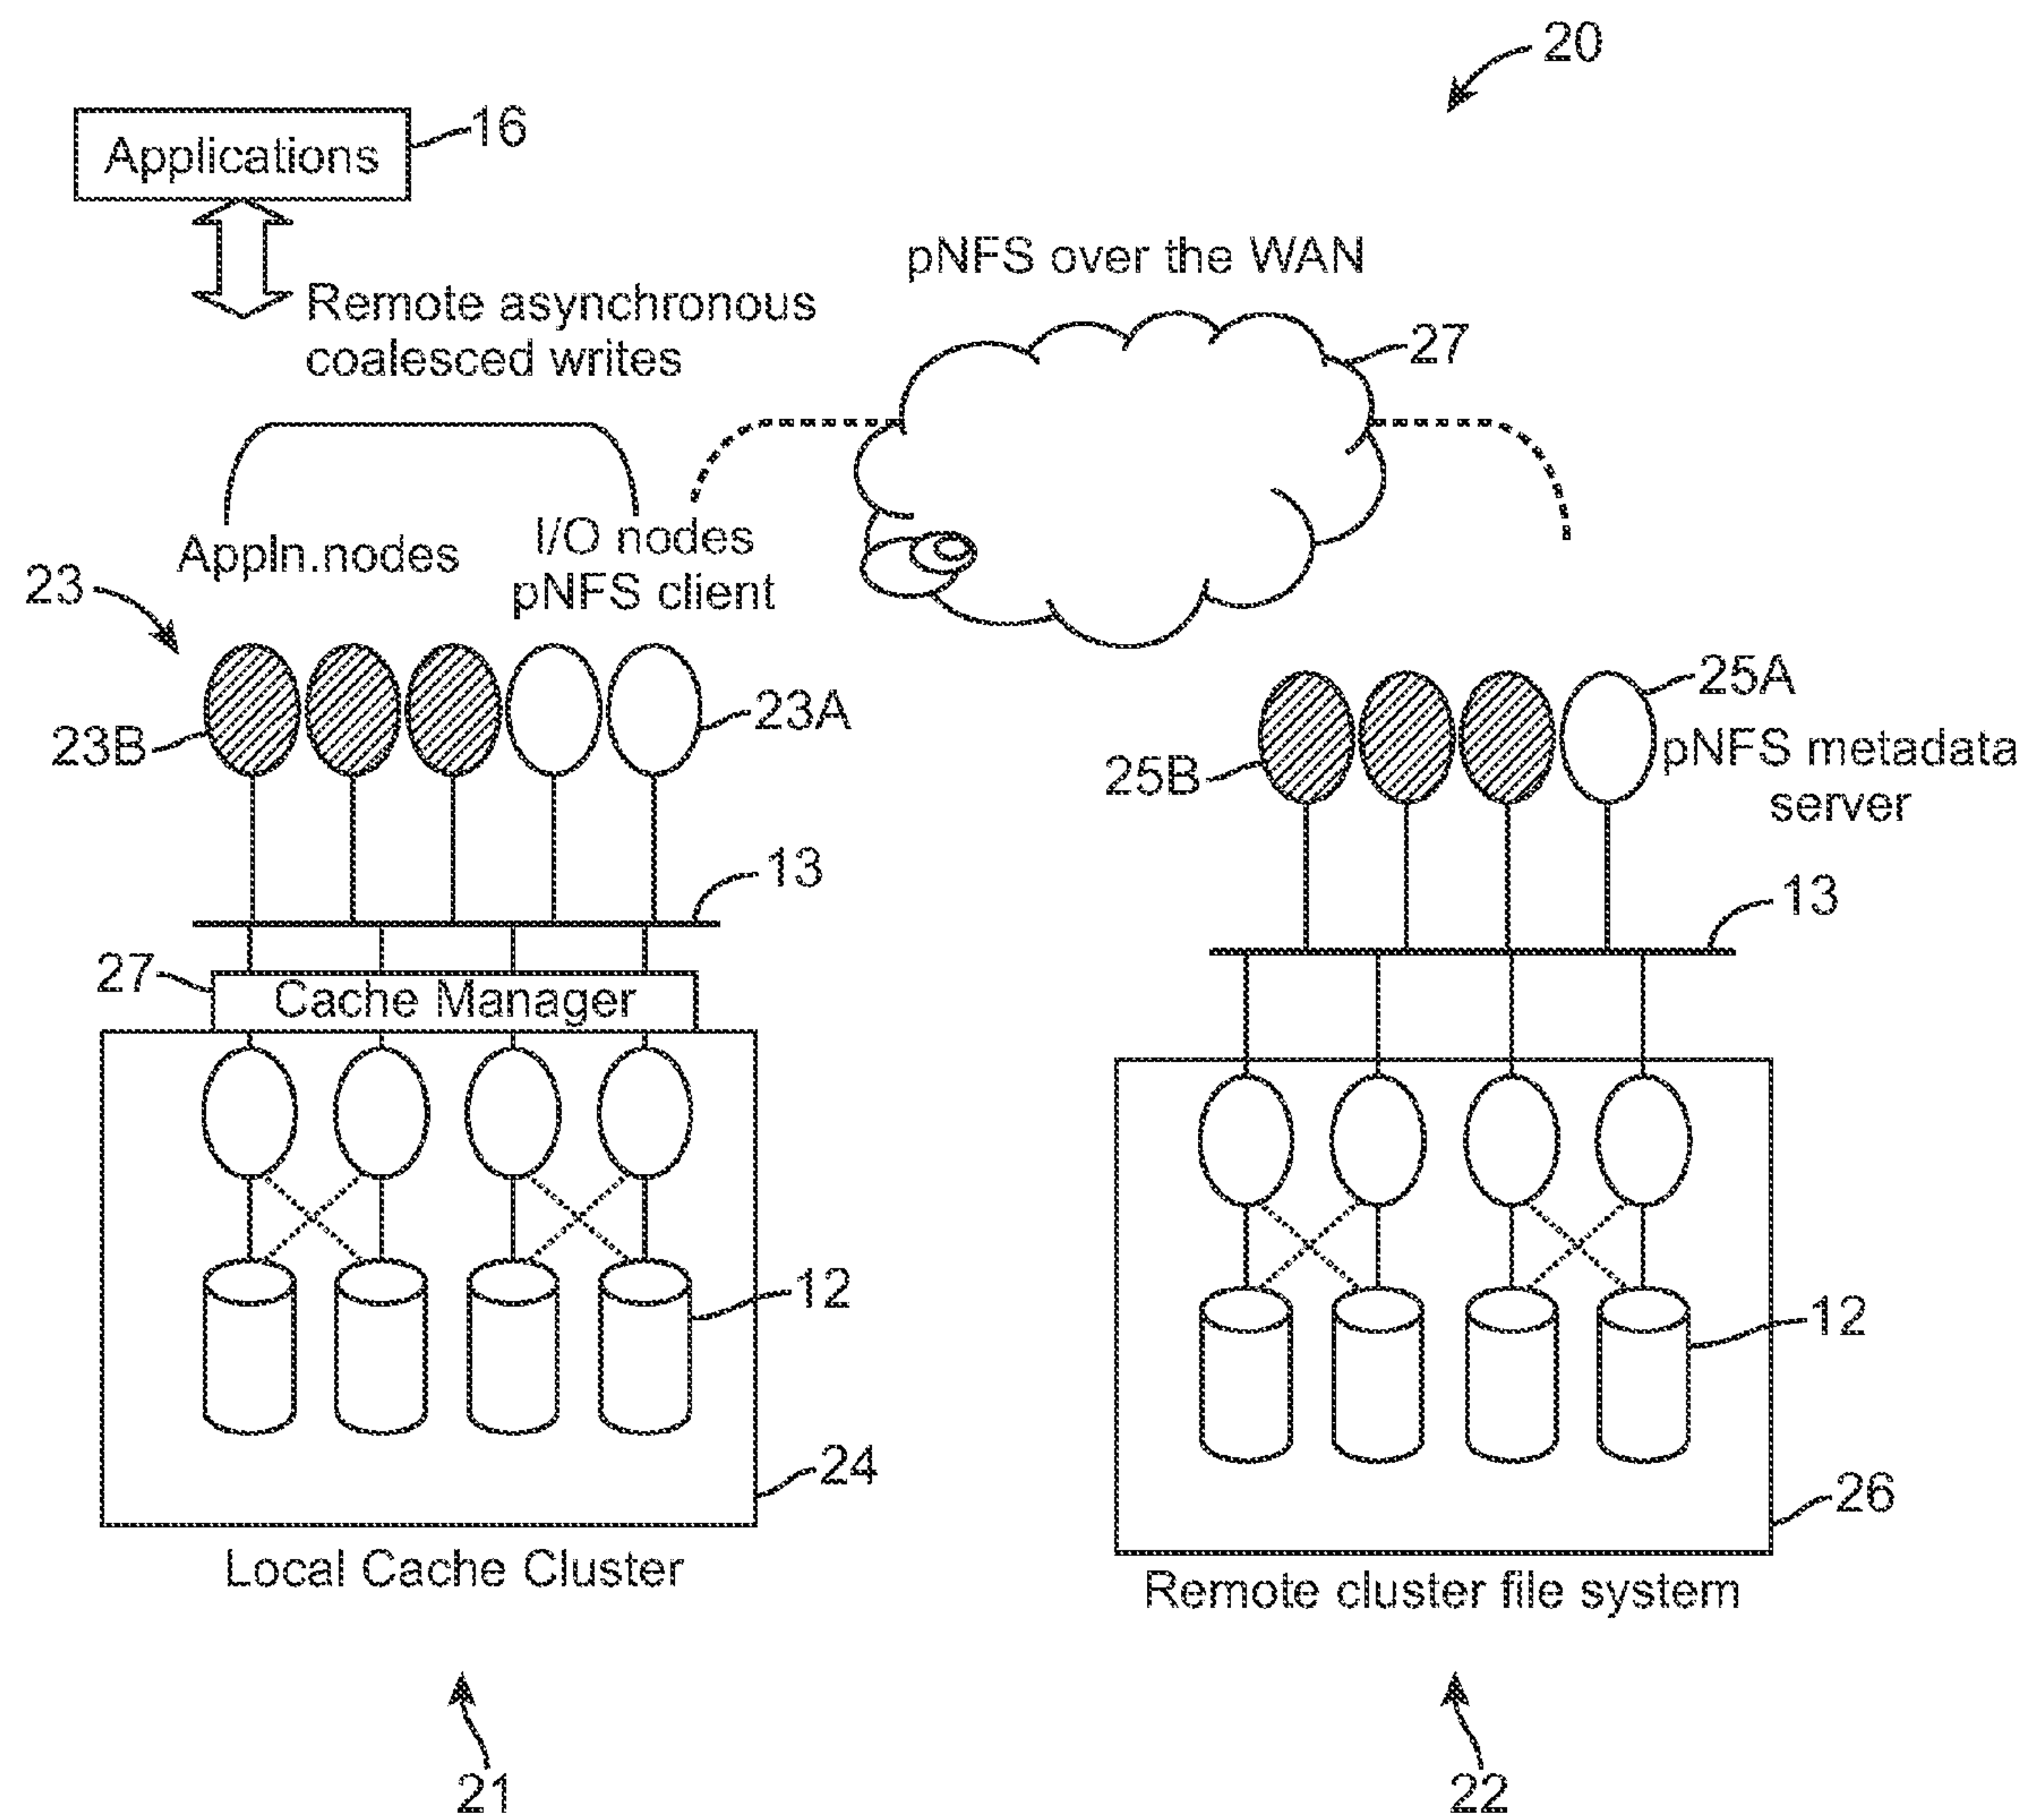 20
Applications
16
pNFS over the WAN
Remote asynchronous
coalesced writes
27
Appln.nodes
I/O nodes
pNFS client
23
23B
23A
25A
25B
pNFS metadata
server
13
13
27
Cache Manager
12
12
24
26
Local Cache Cluster
Remote cluster file system
21
22